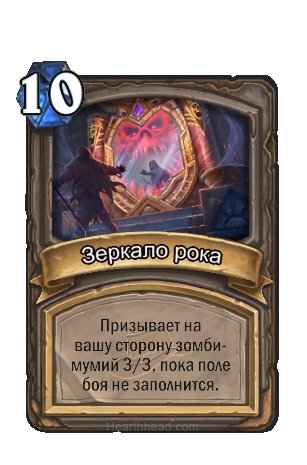 10
Зеркало рока
Призывает на
вашу сторону зомби-
мумий 3/3, пока поле
боя не заполнится.
Hearthhead.com